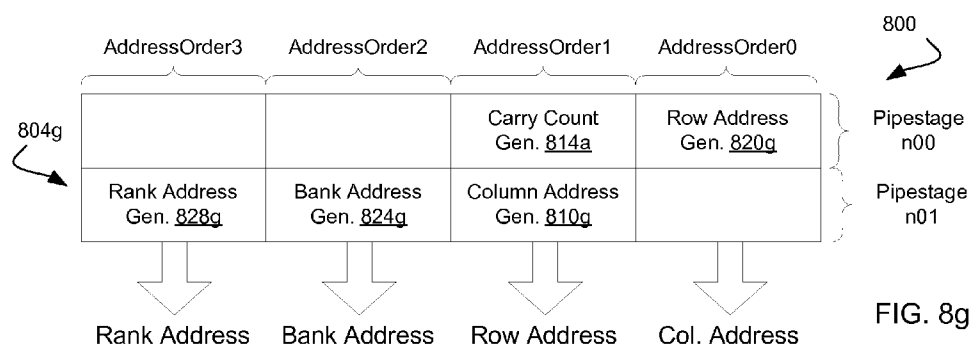 800
AddressOrder3 AddressOrder2 AddressOrder1 AddressOrder0
804g
Carry Count
Gen. 814a
Row Address
Gen. 820g
Pipestage
n00
Rank Address
Gen. 828g
Bank Address
Gen. 824g
Column Address
Gen. 810g
Pipestage
n01
Rank Address Bank Address Row Address Col. Address
FIG. 8g